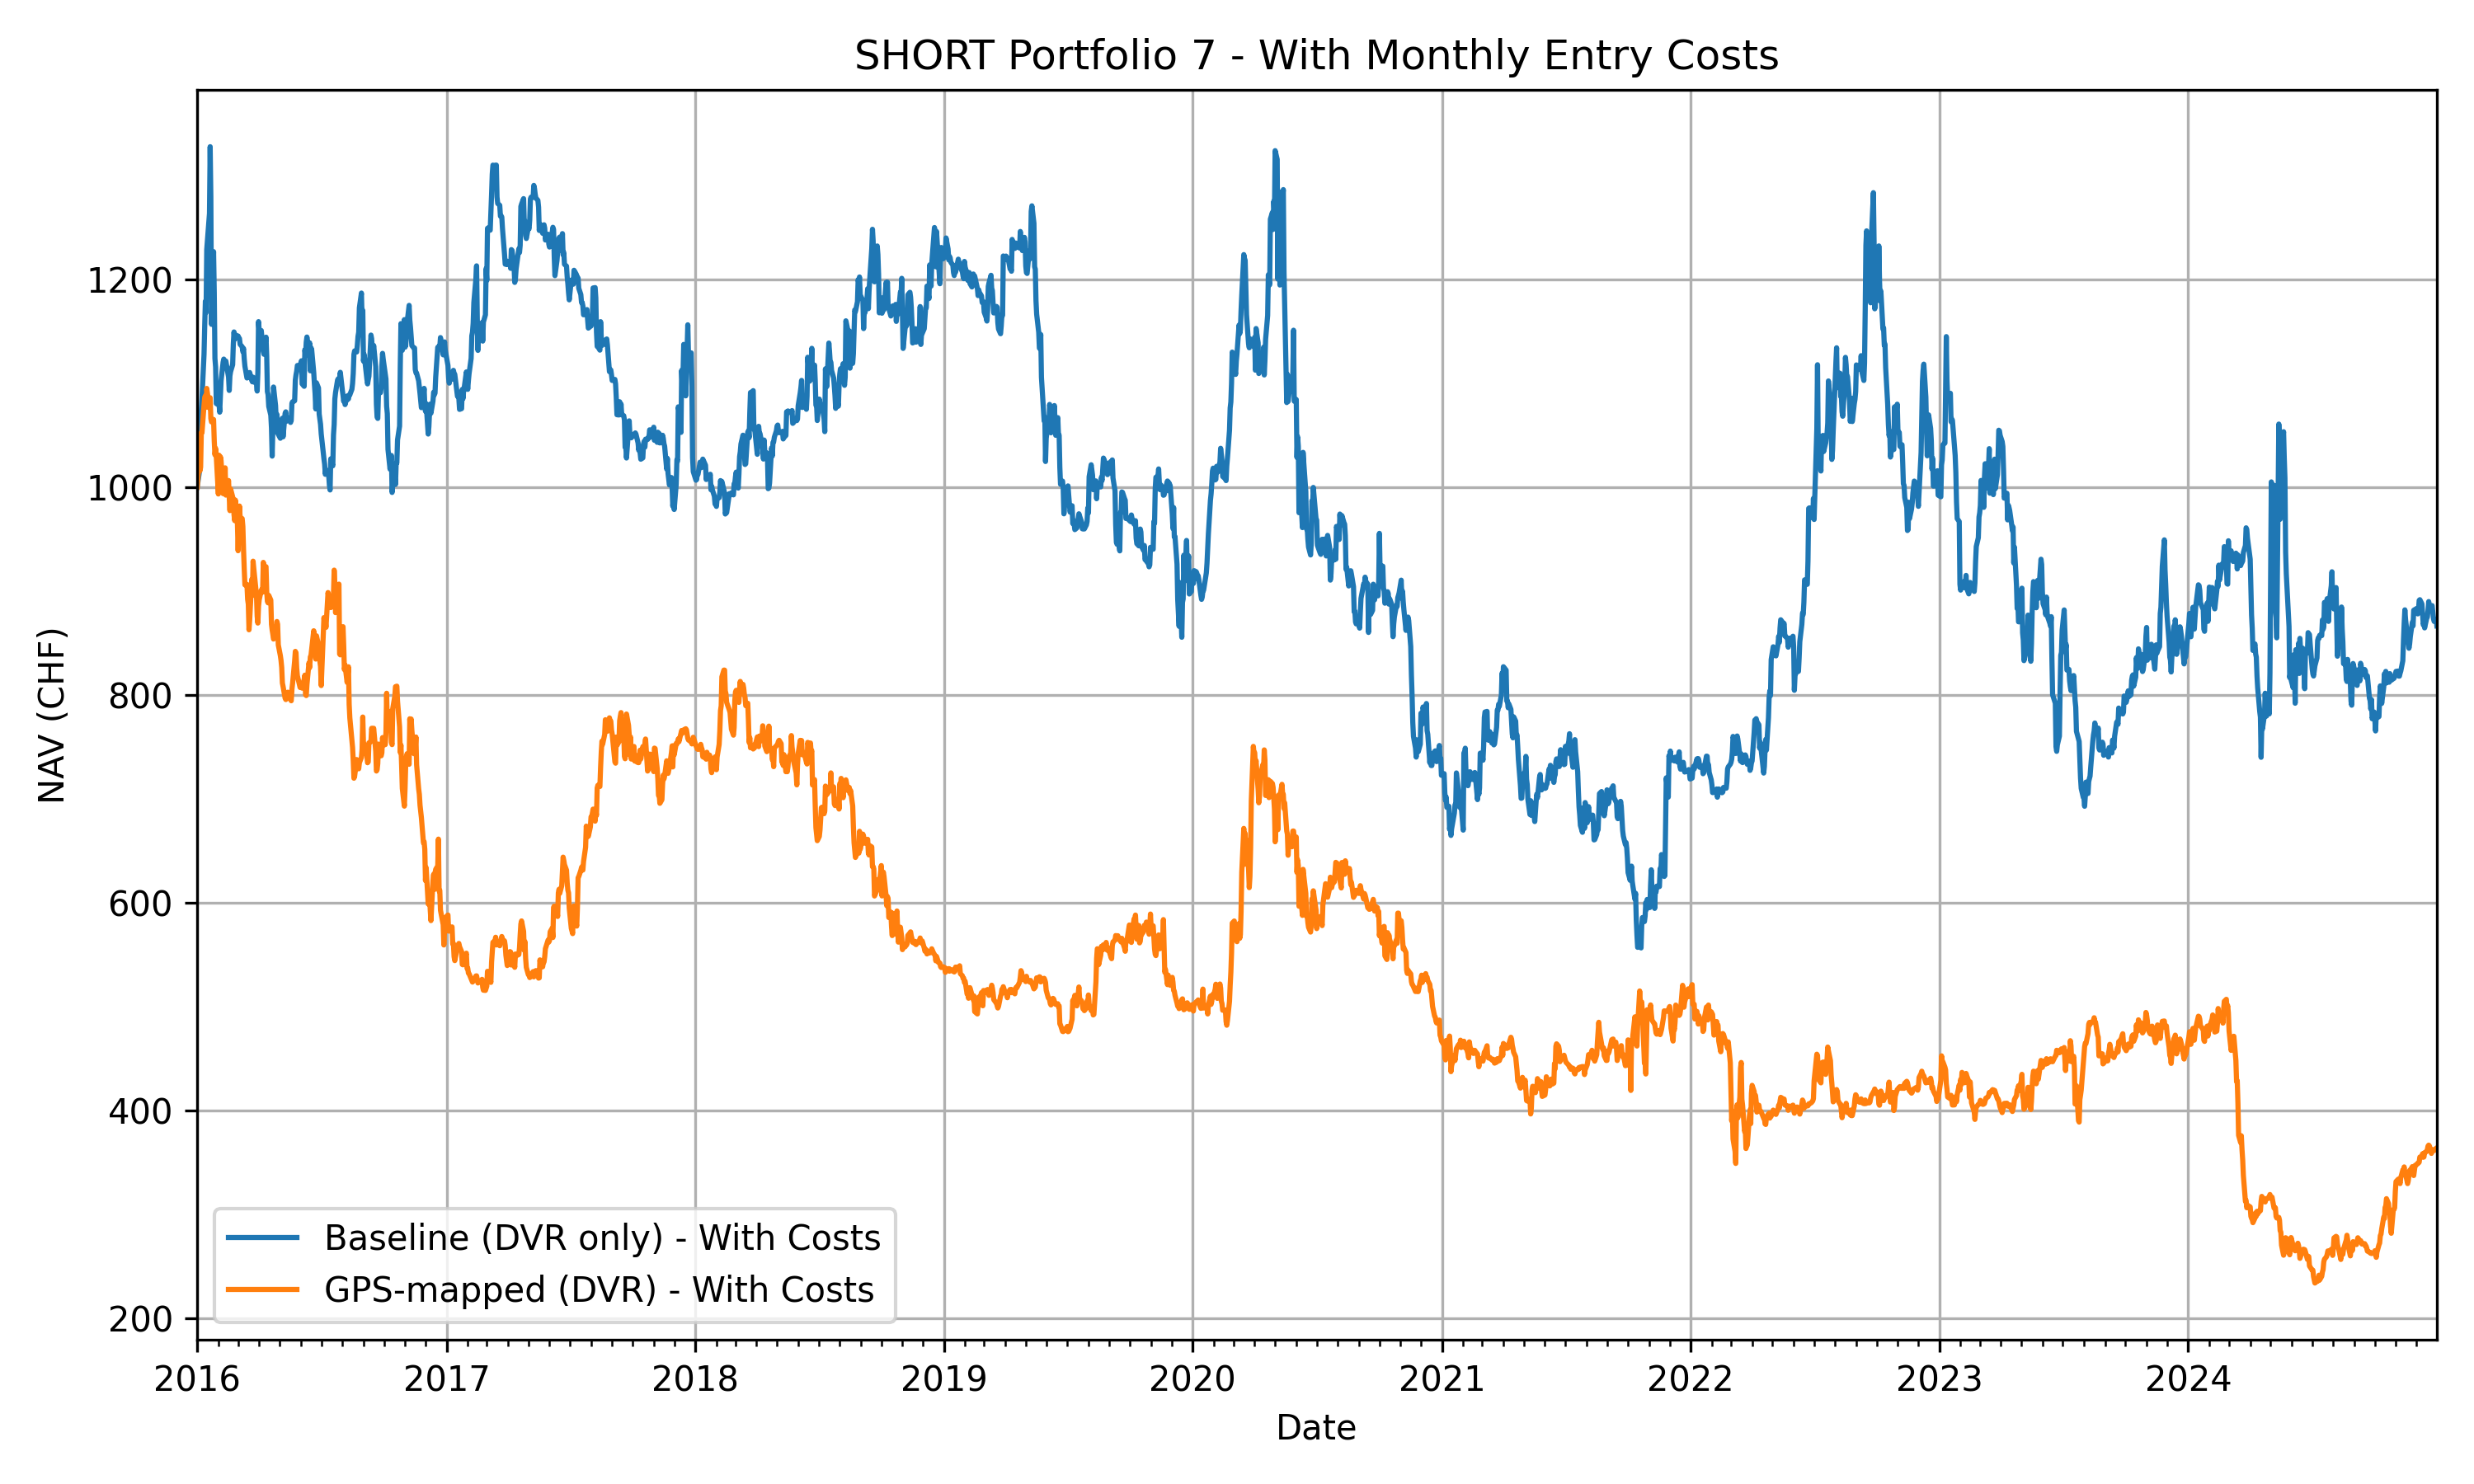 SHORT Portfolio 7 - With Monthly Entry Costs
NAV (CHF)
1200
1000
800
600
400
200
Baseline (DVR only) - With Costs
GPS-mapped (DVR) - With Costs
2016 2017 2018 2019 2020 2021 2022 2023 2024
Date